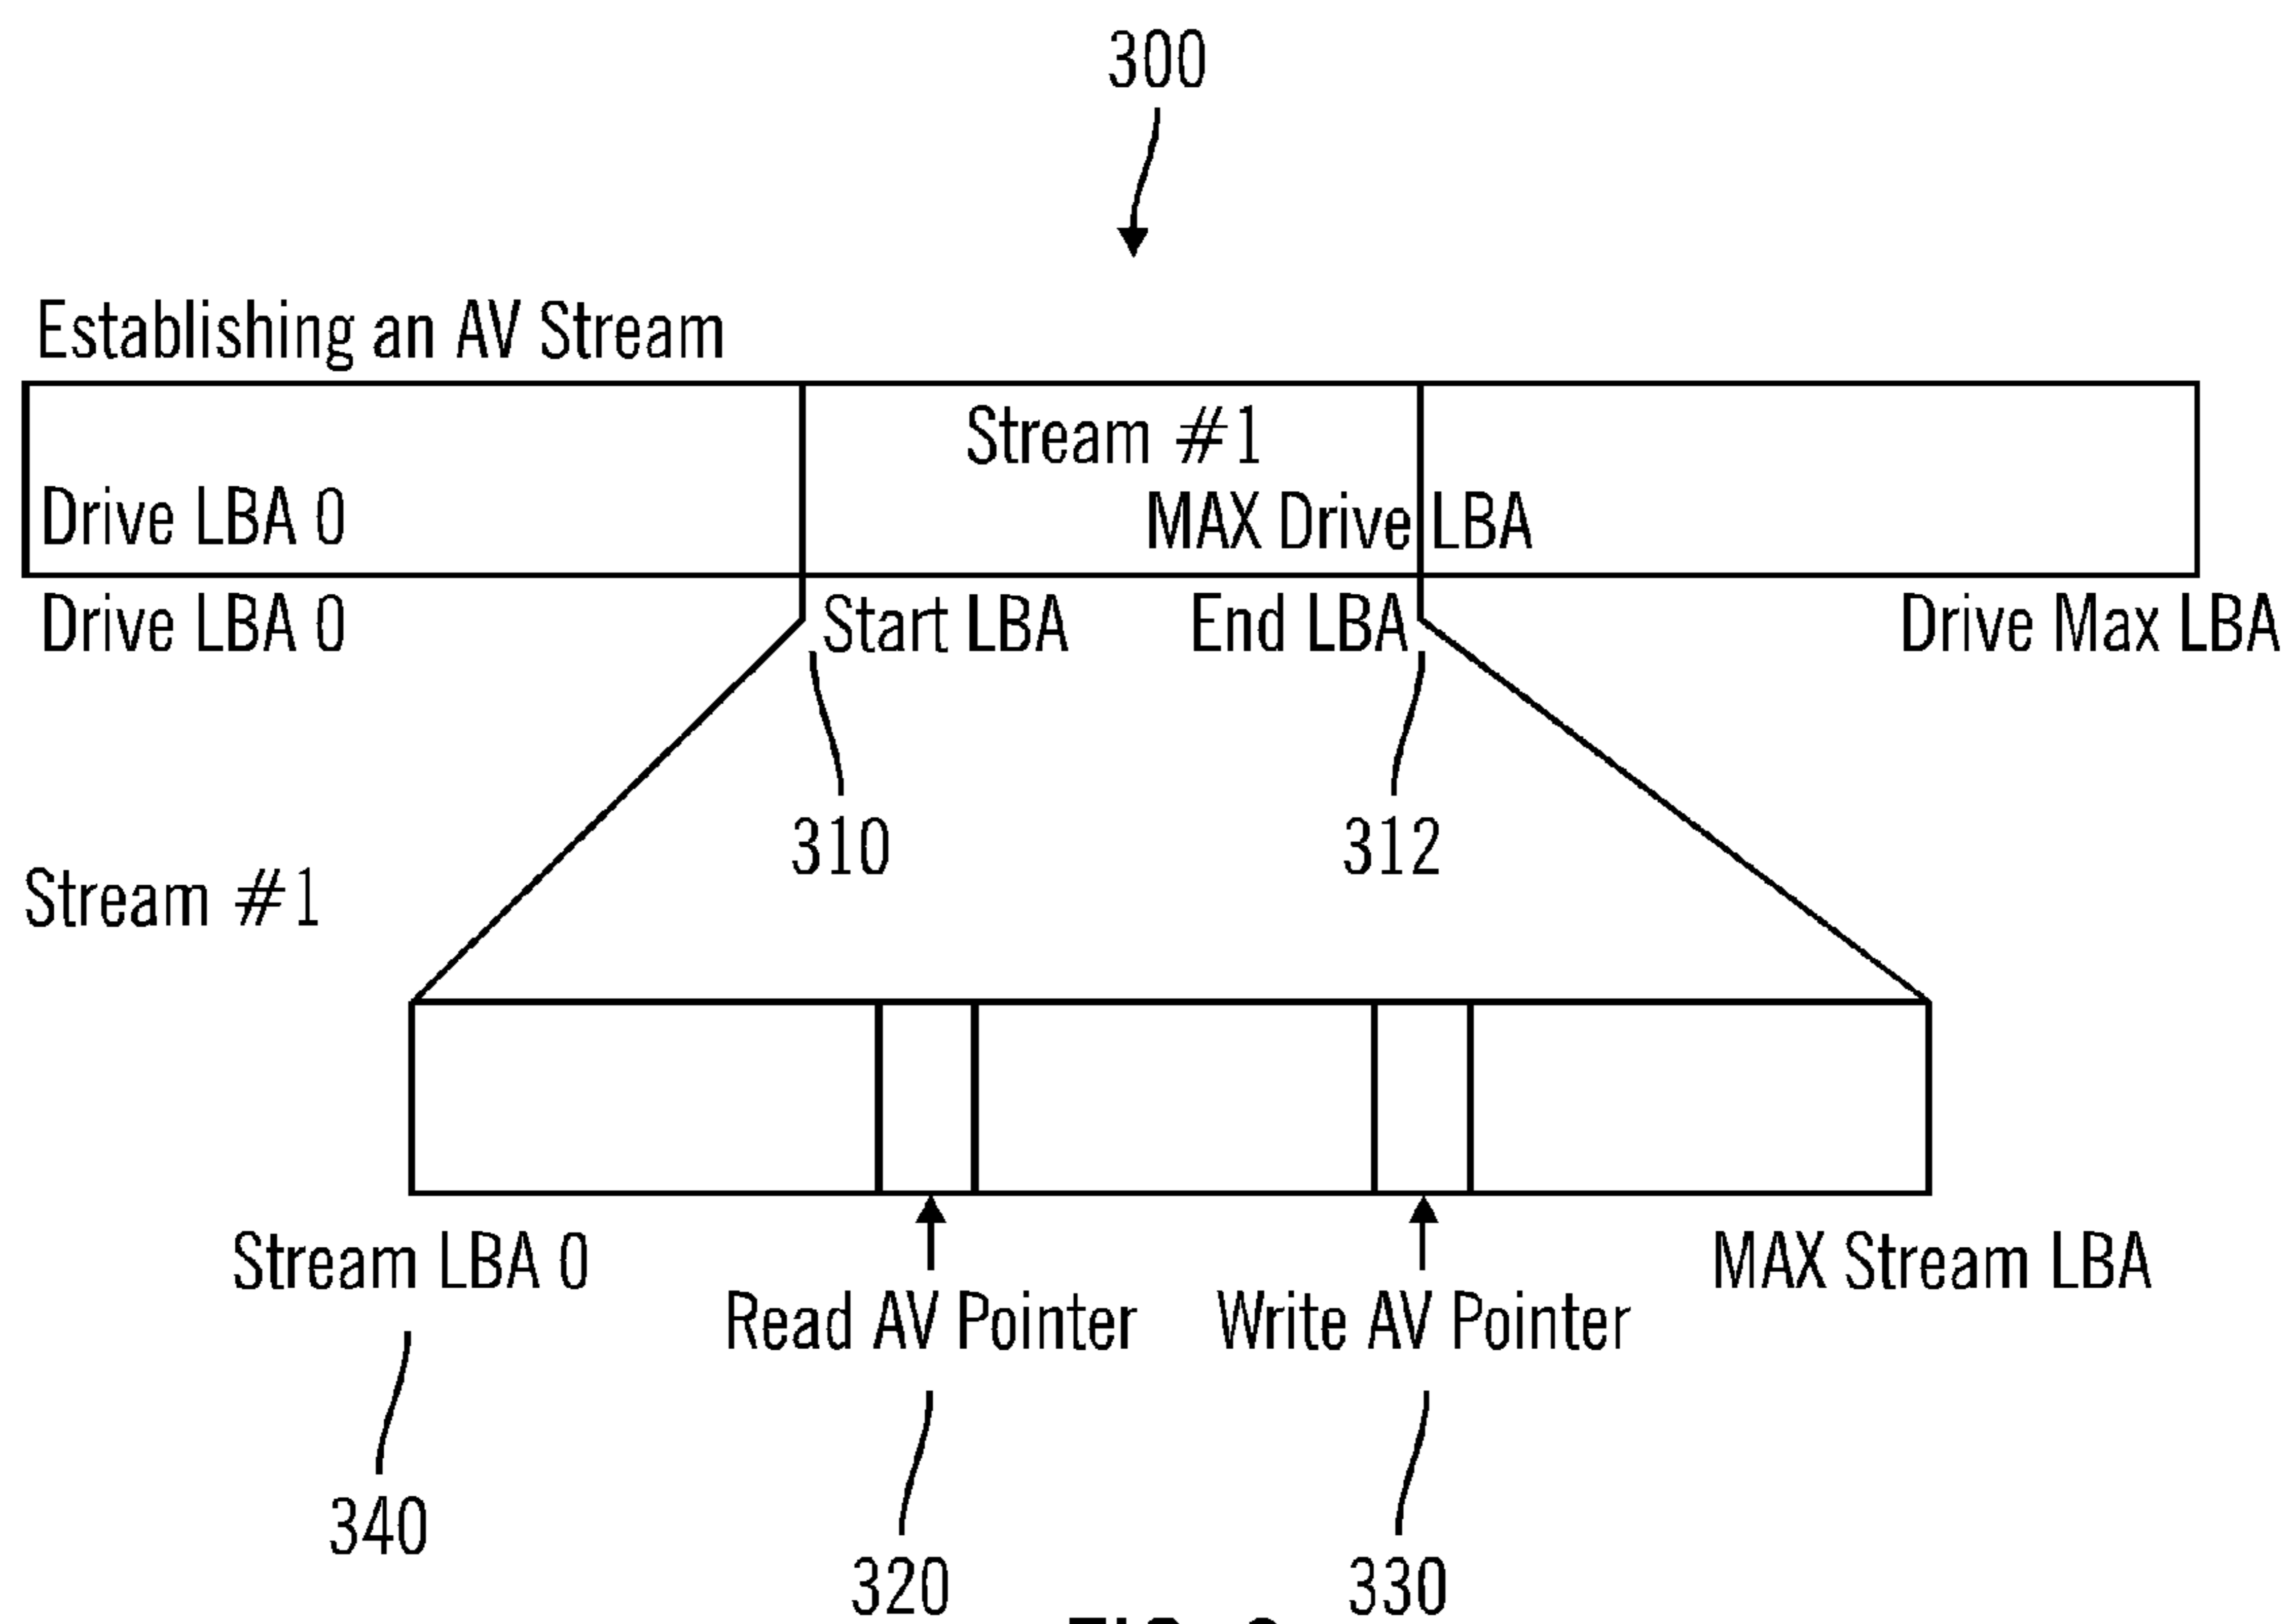 300
Establishing an AV Stream
Stream #1
Drive LBA 0
MAX Drive LBA
Drive LBA 0
Start LBA
End LBA
Drive Max LBA
310
312
Stream #1
Stream LBA 0
MAX Stream LBA
Read AV Pointer
Write AV Pointer
340
320
330